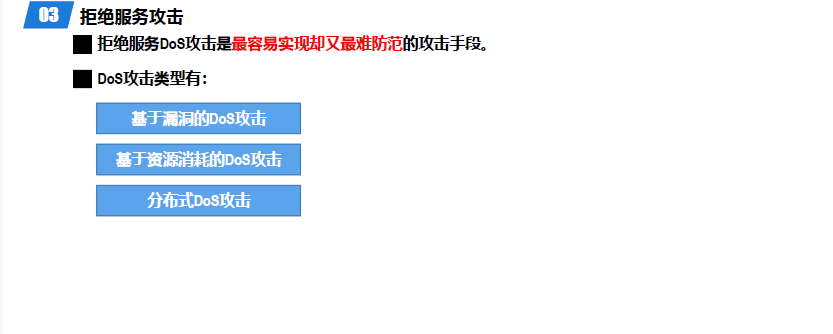 03 拒绝服务攻击
拒绝服务DoS攻击是最容易实现却又最难防范的攻击手段。
DoS攻击类型有：
基于漏洞的DoS攻击
基于资源消耗的DoS攻击
分布式DoS攻击